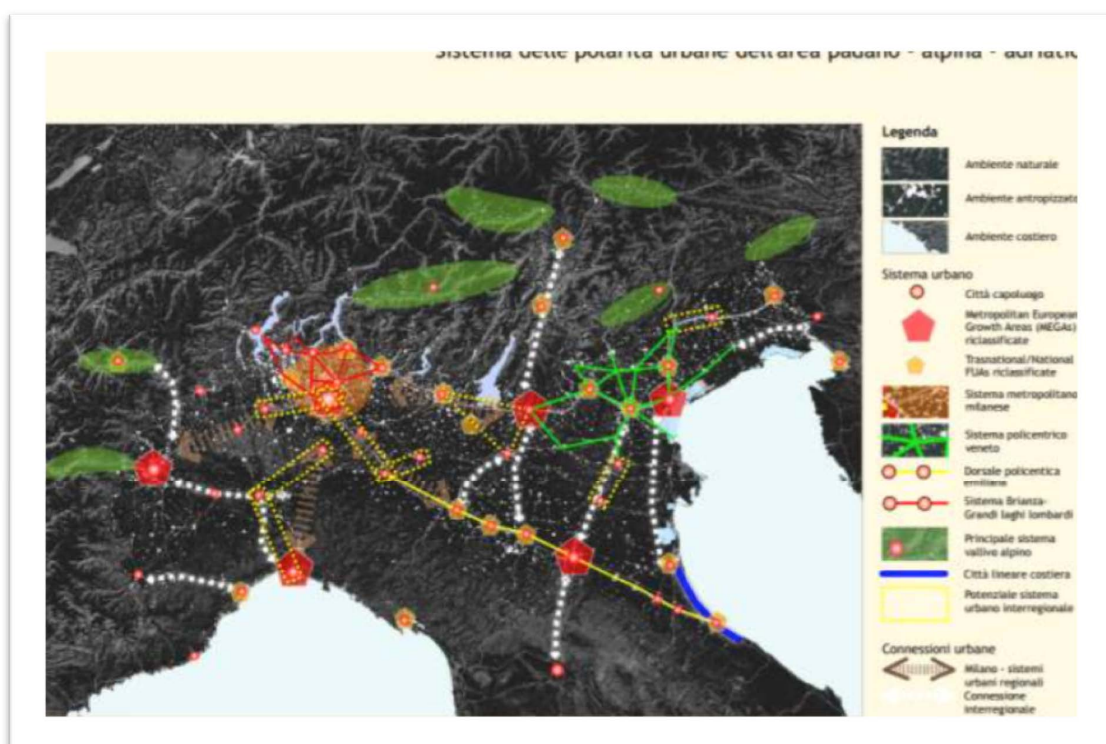 Sistema delle polarità urbane dell'area padano - alpina - adriatic
Legenda
Ambiente naturale
Ambiente antropizzato
Ambiente costiero
Sistema urbano
Città capoluogo
Metropolitan European
Growth Areas (MEGAs)
riclassificate
Trasnational/National
FUAs riclassificate
Sistema metropolitano
milanese
Sistema policentrico
veneto
Dorsale policentica
emiliana
Sistema Brianza-
Grandi laghi lombardi
Principale sistema
vallivo alpino
Città lineare costiera
Potenziale sistema
urbano interregionale
Connessioni urbane
Milano - sistemi
urbani regionali
Connessione
interregionale